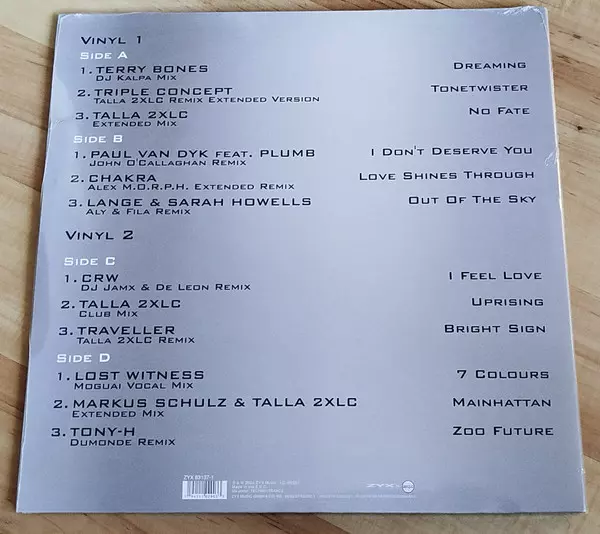 VINYL 1
SIDE A
1. TERRY BONES DREAMING
DJ KALPA MIX
2. TRIPLE CONCEPT TONETWISTER
TALLA 2XLC REMIX EXTENDED VERSION
3. TALLA 2XLC NO FATE
EXTENDED MIX
SIDE B
1. PAUL VAN DYK FEAT. PLUMB I DON'T DESERVE YOU
JOHN O'CALLAGHAN REMIX
2. CHAKRA LOVE SHINES THROUGH
ALEX M.O.R.P.H. EXTENDED REMIX
3. LANGE & SARAH HOWELLS OUT OF THE SKY
ALY & FILA REMIX
VINYL 2
SIDE C
1. CRW I FEEL LOVE
DJ JAMX & DE LEON REMIX
2. TALLA 2XLC UPRISING
CLUB MIX
3. TRAVELLER BRIGHT SIGN
TALLA 2XLC REMIX
SIDE D
1. LOST WITNESS 7 COLOURS
MOGUAI VOCAL MIX
2. MARKUS SCHULZ & TALLA 2XLC MAINHATTAN
EXTENDED MIX
3. TONY-H ZOO FUTURE
DUMONDE REMIX
ZYX 83137-1
ZYX